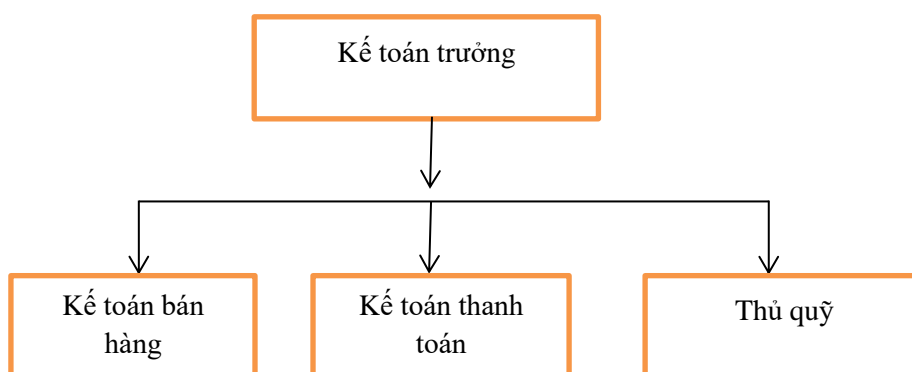 Kế toán trưởng
Kế toán bán
hàng
Kế toán thanh
toán
Thủ quỹ